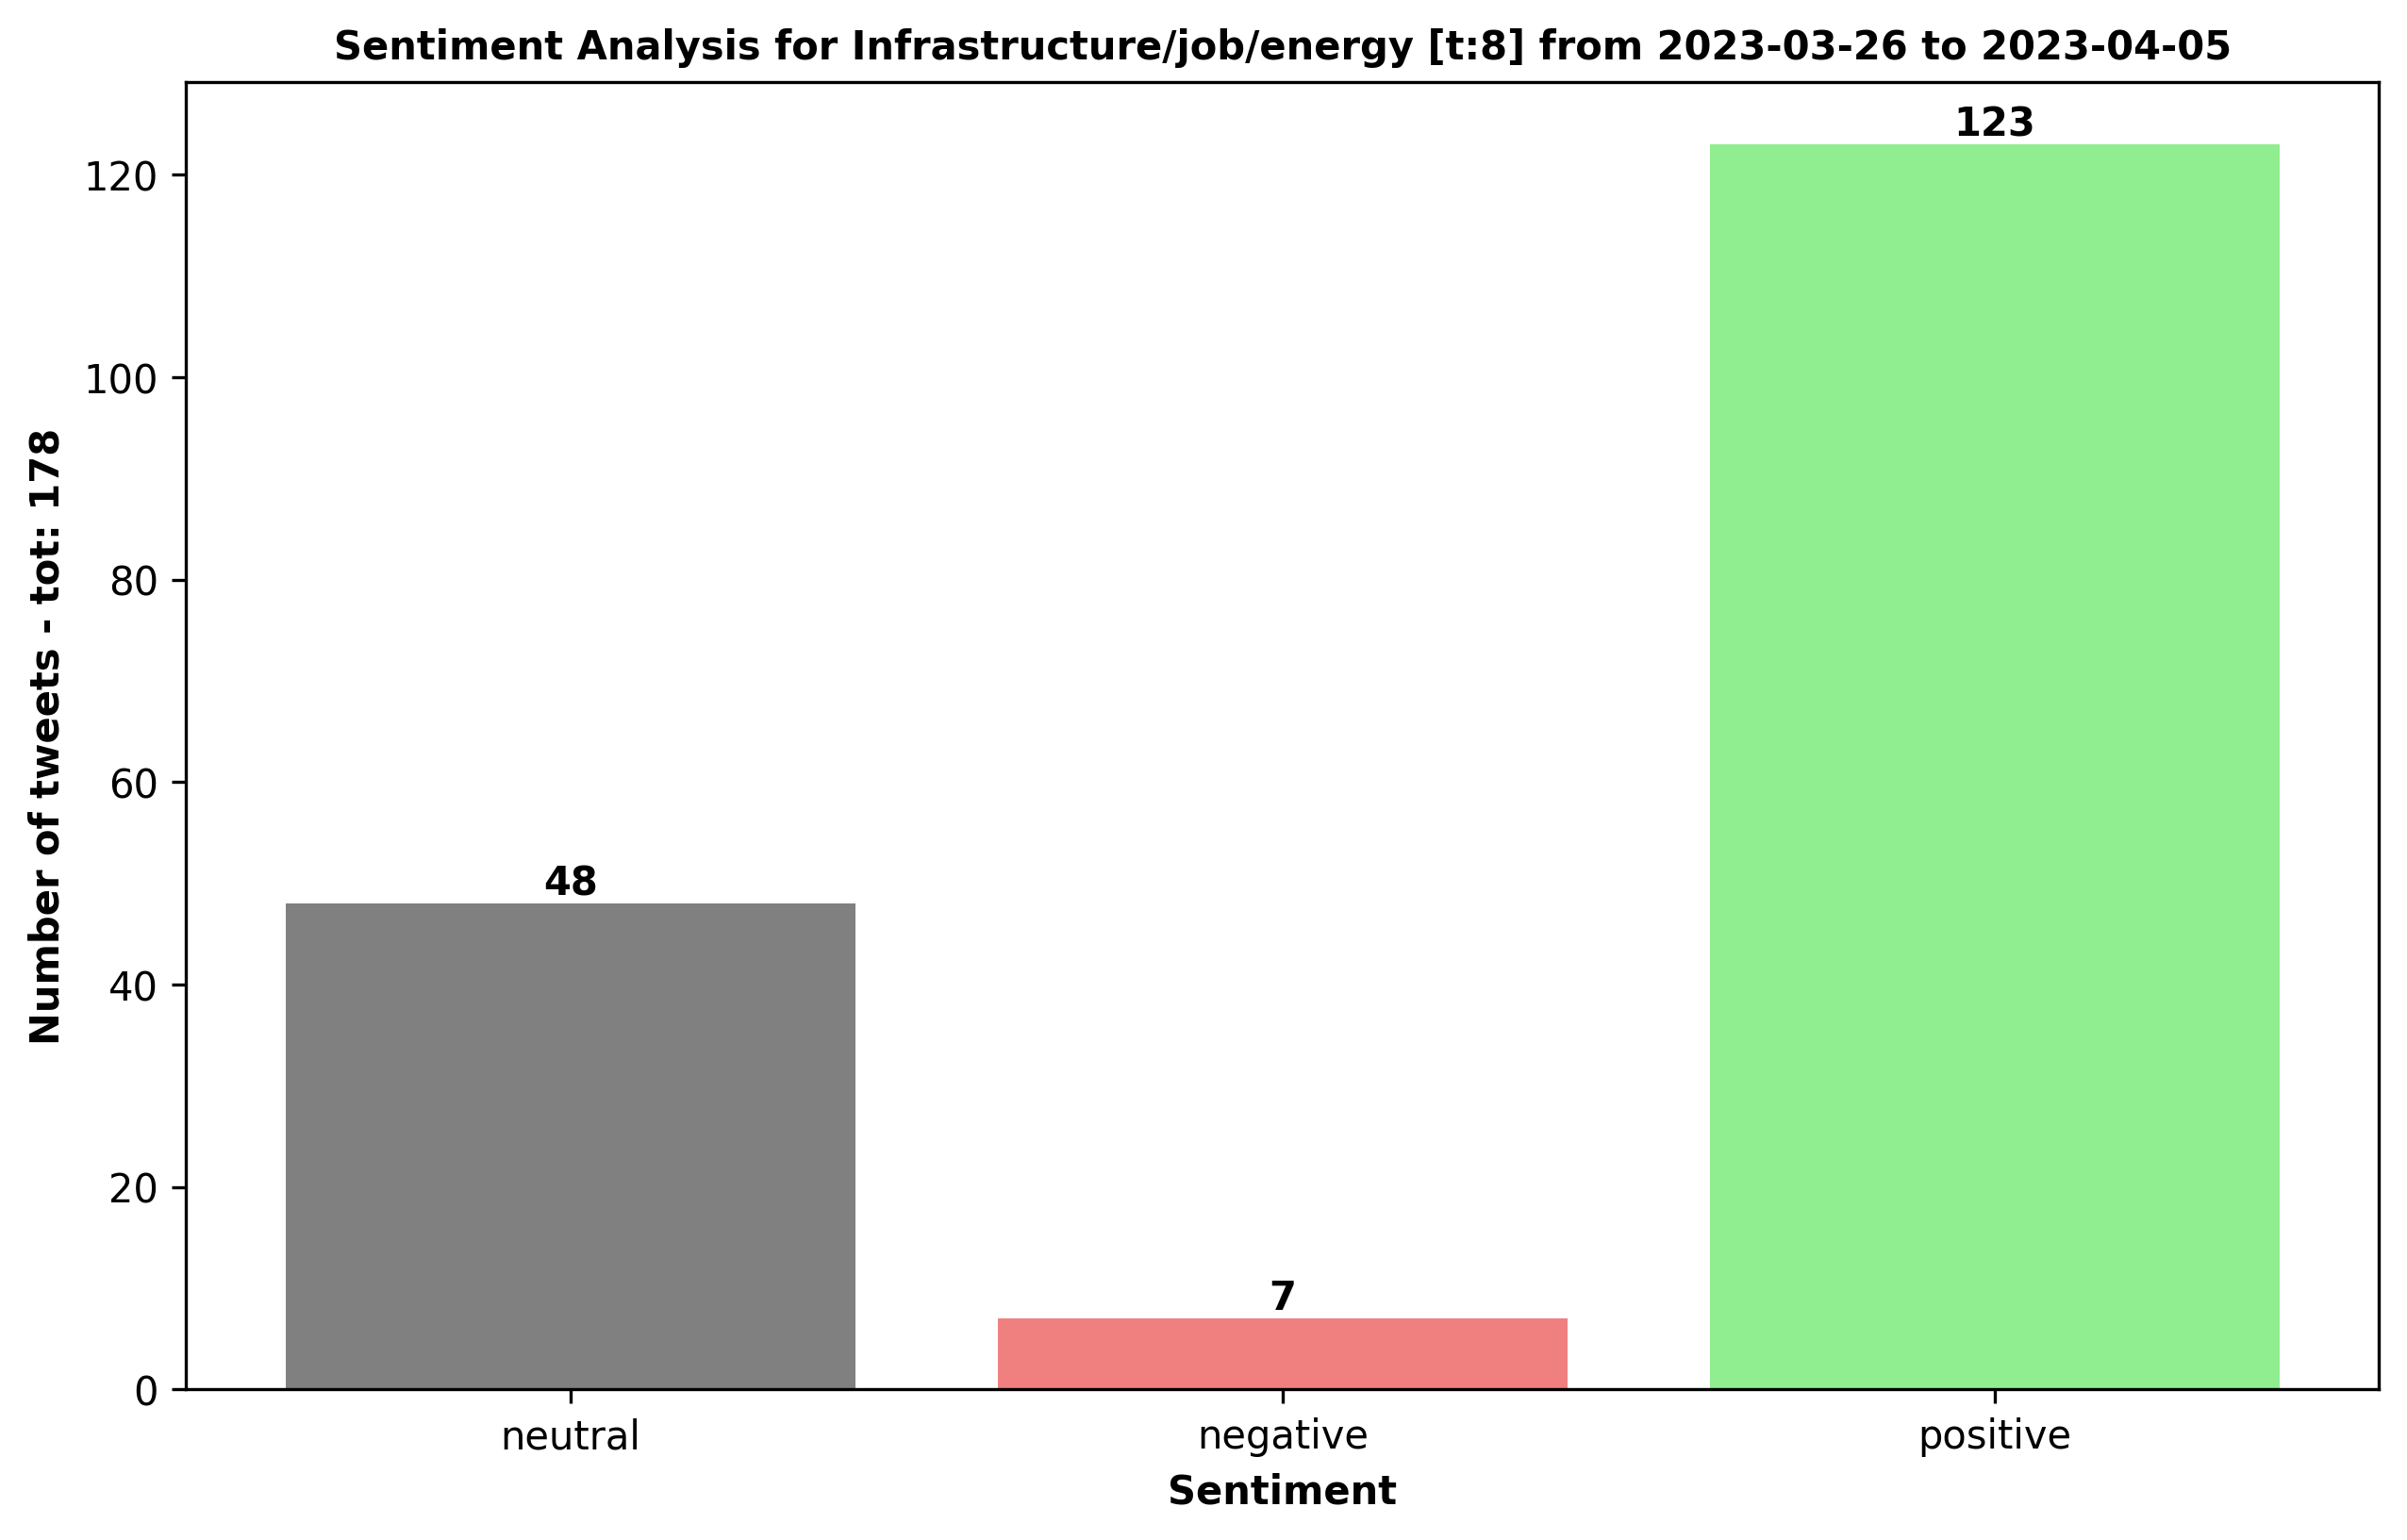 Sentiment Analysis for Infrastructure/job/energy [t:8] from 2023-03-26 to 2023-04-05
Number of tweets - tot: 178
120
100
80
60
40
20
0
48
7
123
neutral
negative
positive
Sentiment